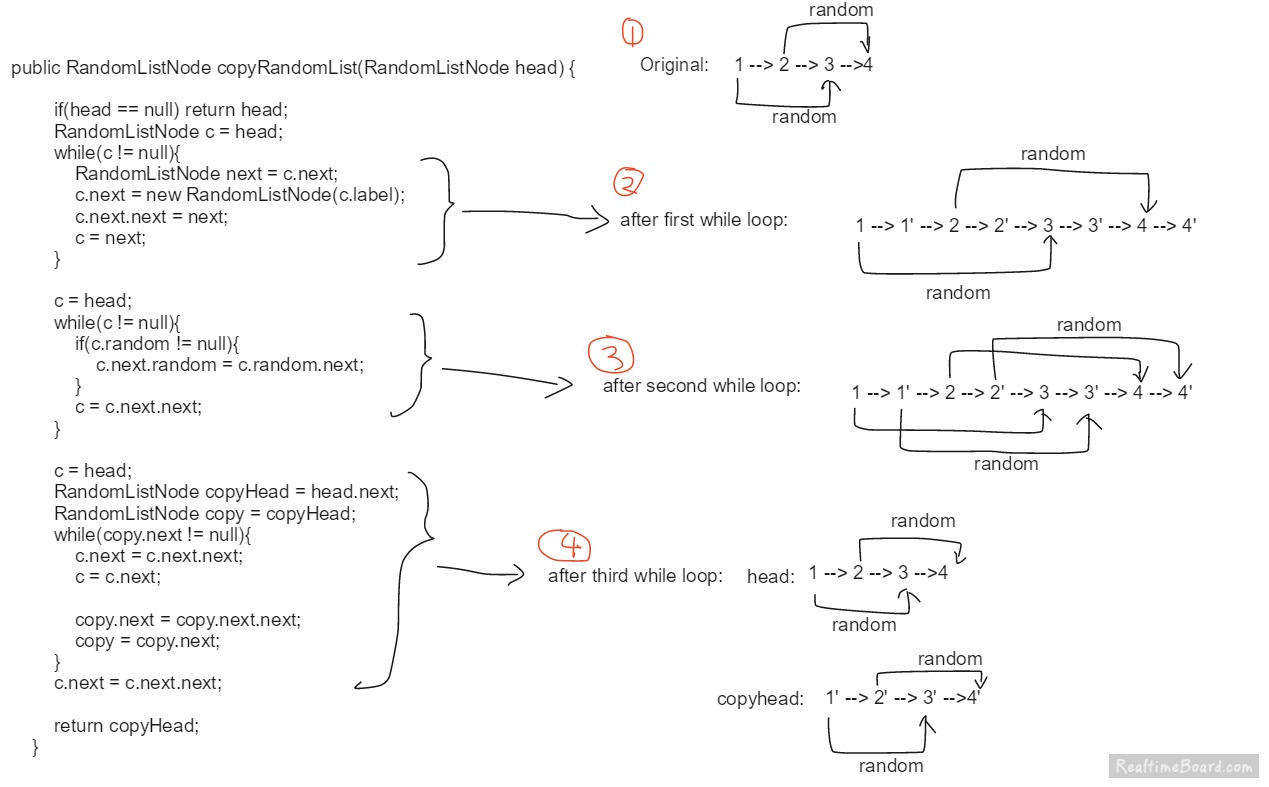 public RandomListNode copyRandomList(RandomListNode head) {
if(head == null) return head;
RandomListNode c = head;
while(c != null){
RandomListNode next = c.next;
c.next = new RandomListNode(c.label);
c.next.next = next;
c = next;
}
c = head;
while(c != null){
if(c.random != null){
c.next.random = c.random.next;
}
c = c.next.next;
}
c = head;
RandomListNode copyHead = head.next;
RandomListNode copy = copyHead;
while(copy.next != null){
c.next = c.next.next;
c = c.next;
copy.next = copy.next.next;
copy = copy.next;
}
c.next = c.next.next;
return copyHead;
}
1
random
Original: 1 --> 2 --> 3 -->4
random
2
random
after first while loop: 1 --> 1' --> 2 --> 2' --> 3 --> 3' --> 4 --> 4'
random
3
random
after second while loop: 1 --> 1' --> 2 --> 2' --> 3 --> 3' --> 4 --> 4'
random
4
random
after third while loop: head: 1 --> 2 --> 3 -->4
random
random
copyhead: 1' --> 2' --> 3' -->4'
random
RealtimeBoard.com